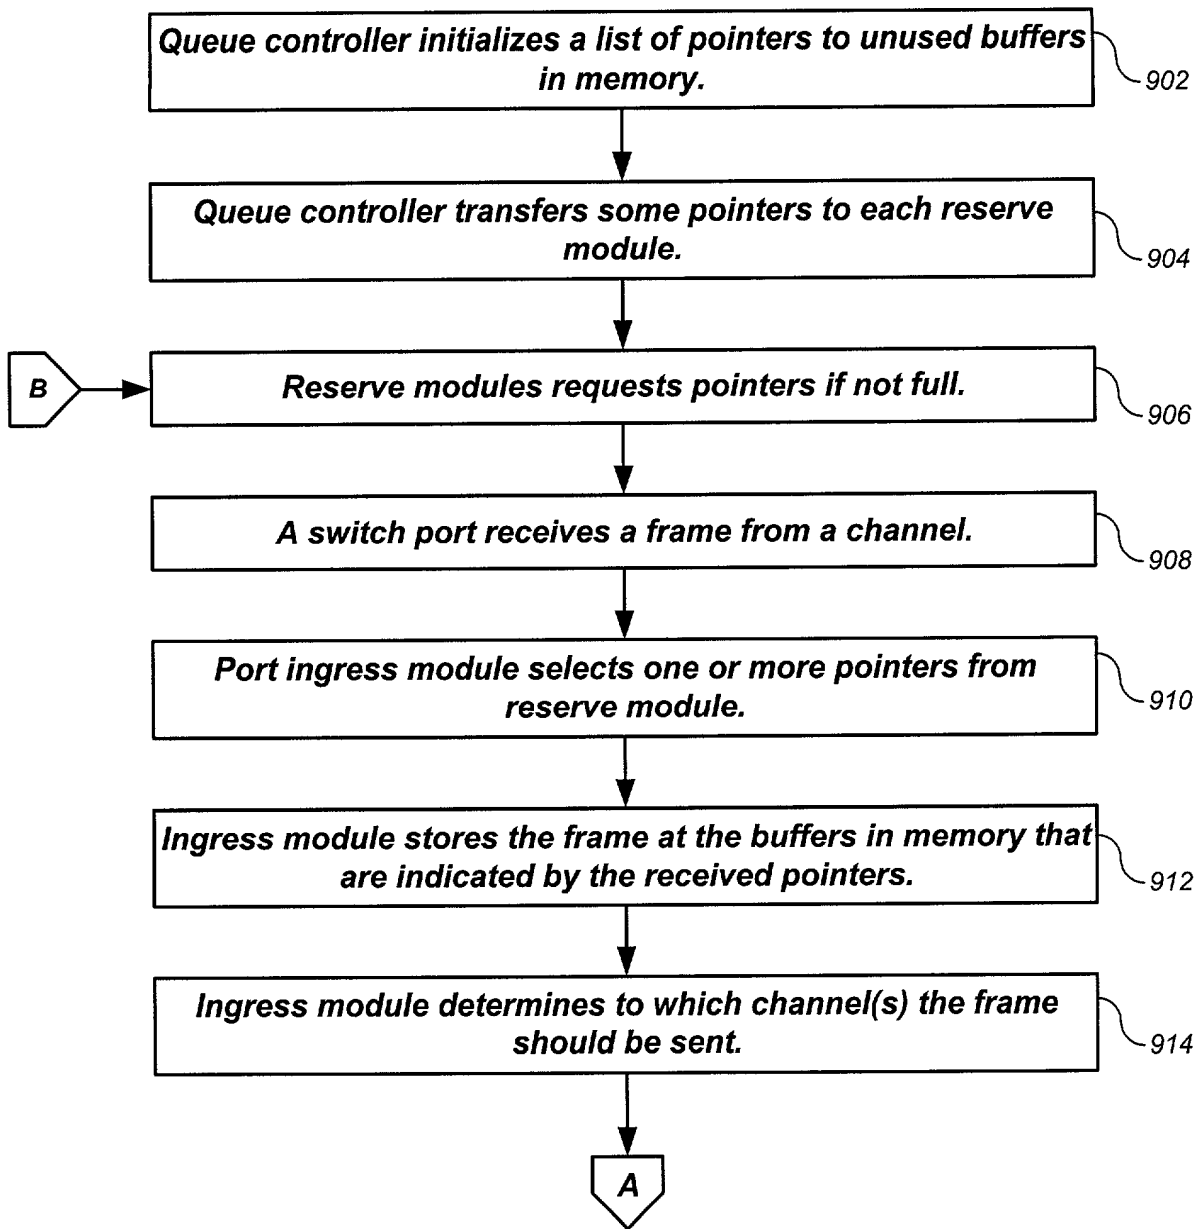 Queue controller initializes a list of pointers to unused buffers
in memory.
902
Queue controller transfers some pointers to each reserve
module.
904
B
Reserve modules requests pointers if not full.
906
A switch port receives a frame from a channel.
908
Port ingress module selects one or more pointers from
reserve module.
910
Ingress module stores the frame at the buffers in memory that
are indicated by the received pointers.
912
Ingress module determines to which channel(s) the frame
should be sent.
914
A